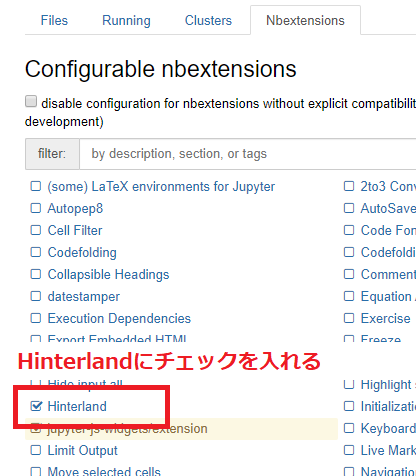 Files Running Clusters Nbextensions
Configurable nbextensions
disable configuration for nbextensions without explicit compatibili
development)
filter: by description, section, or tags
(some) LaTeX environments for Jupyter 2to3 Conv
Autopep8 AutoSave
Cell Filter Code Fon
Codefolding Codefoldi
Collapsible Headings Comment
datestamper Equation
Execution Dependencies Exercise
Export Embedded HTML Freeze
Hinterlandにチェックを入れる
Hide input all Highlight s
Hinterland Initializatio
jupyter-js-widgets/extension Keyboard
Limit Output Live Mark
Move selected cells Navigation